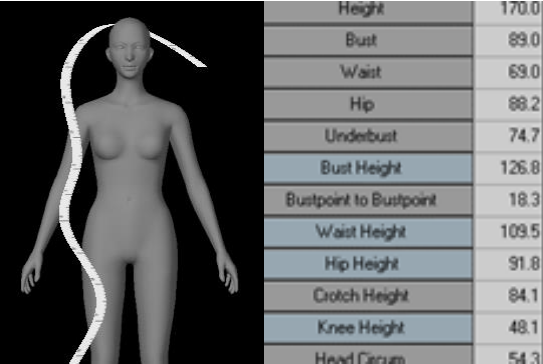 Height 170.0
Bust 89.0
Waist 69.0
Hip 88.2
Underbust 74.7
Bust Height 126.8
Bustpoint to Bustpoint 18.3
Waist Height 109.5
Hip Height 91.8
Crotch Height 84.1
Knee Height 48.1
Head Circum 54.3